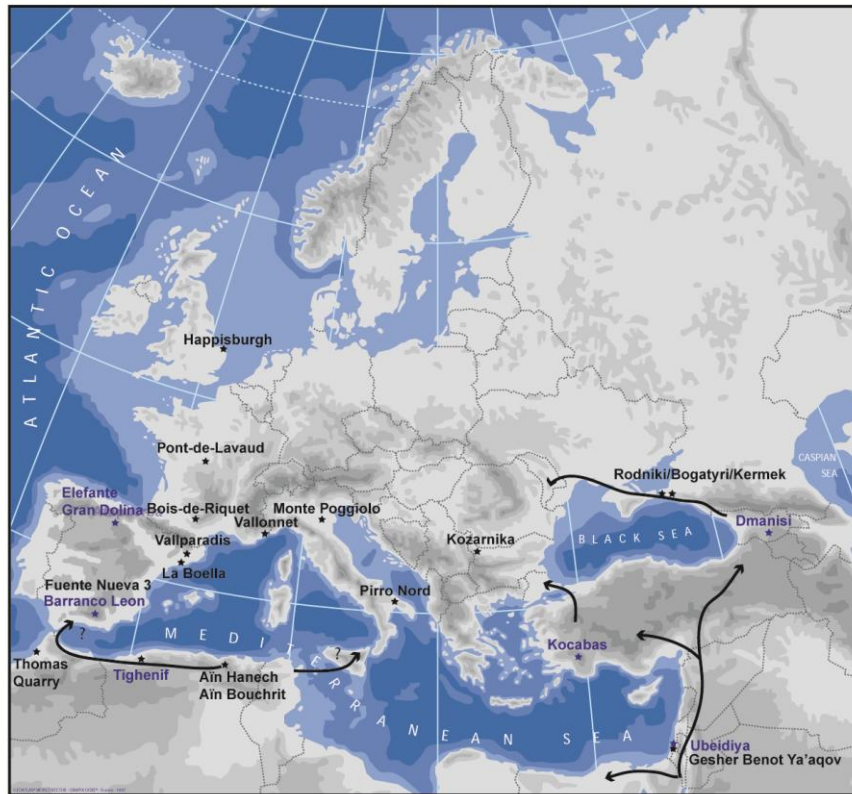 ATLANTIC OCEAN
Happisburgh
Pont-de-Lavaud
CASPIAN
SEA
Rodniki/Bogatyri/Kermek
Elefante
Gran Dolina
Bois-de-Riquet
Monte Poggiolo
Vallonnet
Dmanisi
BLACK SEA
Kozarnika
Vallparadis
La Boella
Fuente Nueva 3
Barranco Leon
Pirro Nord
?
?
MEDITERRANEAN SEA
Kocabas
Thomas
Quarry
Tighenif
Aïn Hanech
Aïn Bouchrit
Ubeidiya
Gesher Benot Ya'aqov